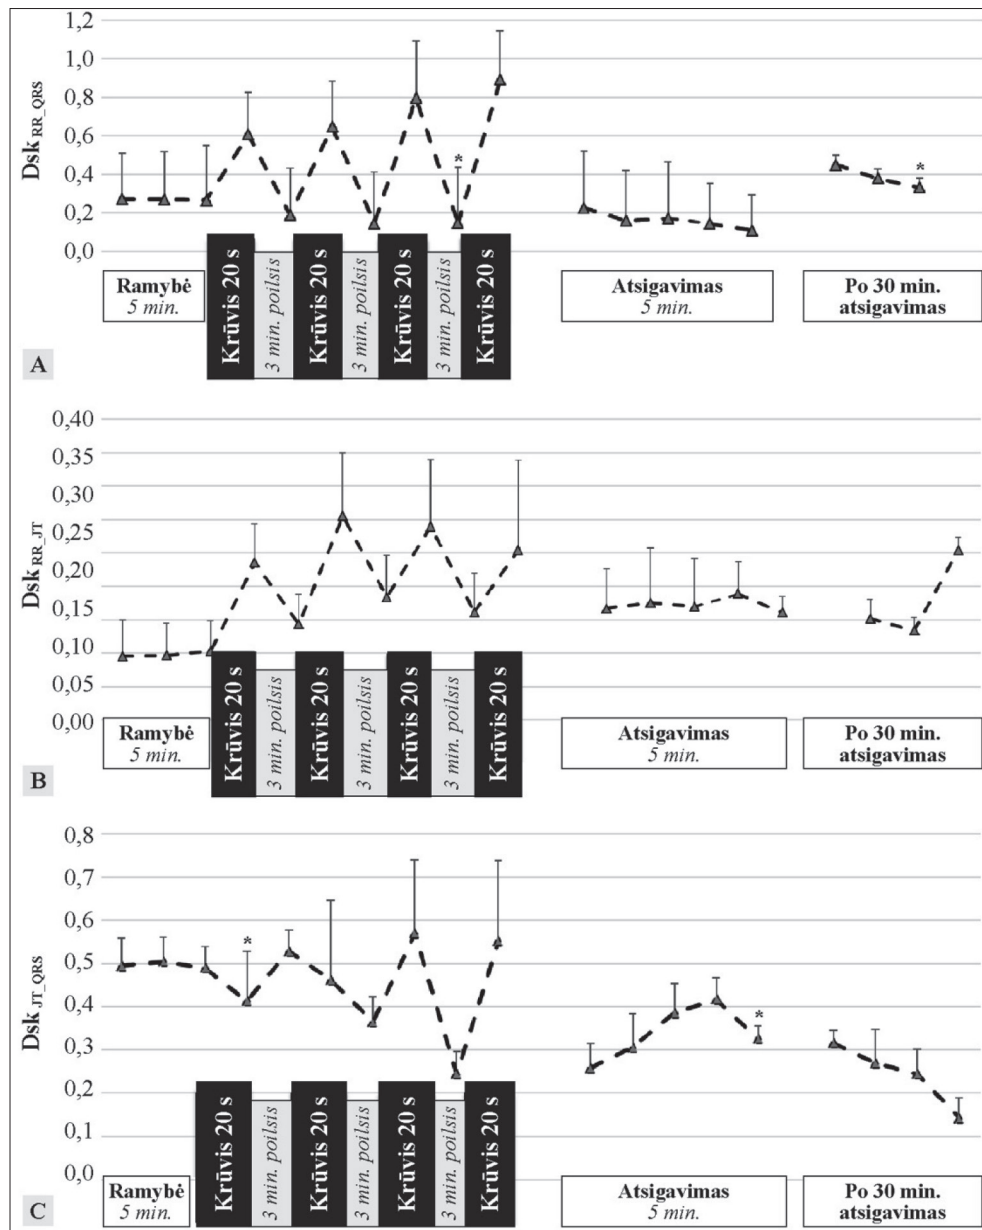 1,2
1,0
0,8
0,6
0,4
0,2
0,0
Dsk RR_QRS
*
*
Ramybė
5 min.
Krūvis 20 s
3 min. poilsis
Krūvis 20 s
3 min. poilsis
Krūvis 20 s
3 min. poilsis
Krūvis 20 s
Atsigavimas
5 min.
Po 30 min.
atsigavimas
A
0,40
0,35
0,30
0,25
0,20
0,15
0,10
0,05
0,00
Dsk RR_JT
Ramybė
5 min.
Krūvis 20 s
3 min. poilsis
Krūvis 20 s
3 min. poilsis
Krūvis 20 s
3 min. poilsis
Krūvis 20 s
Atsigavimas
5 min.
Po 30 min.
atsigavimas
B
0,8
0,7
0,6
0,5
0,4
0,3
0,2
0,1
0,0
Dsk JT_QRS
*
*
Ramybė
5 min.
Krūvis 20 s
3 min. poilsis
Krūvis 20 s
3 min. poilsis
Krūvis 20 s
3 min. poilsis
Krūvis 20 s
Atsigavimas
5 min.
Po 30 min.
atsigavimas
C